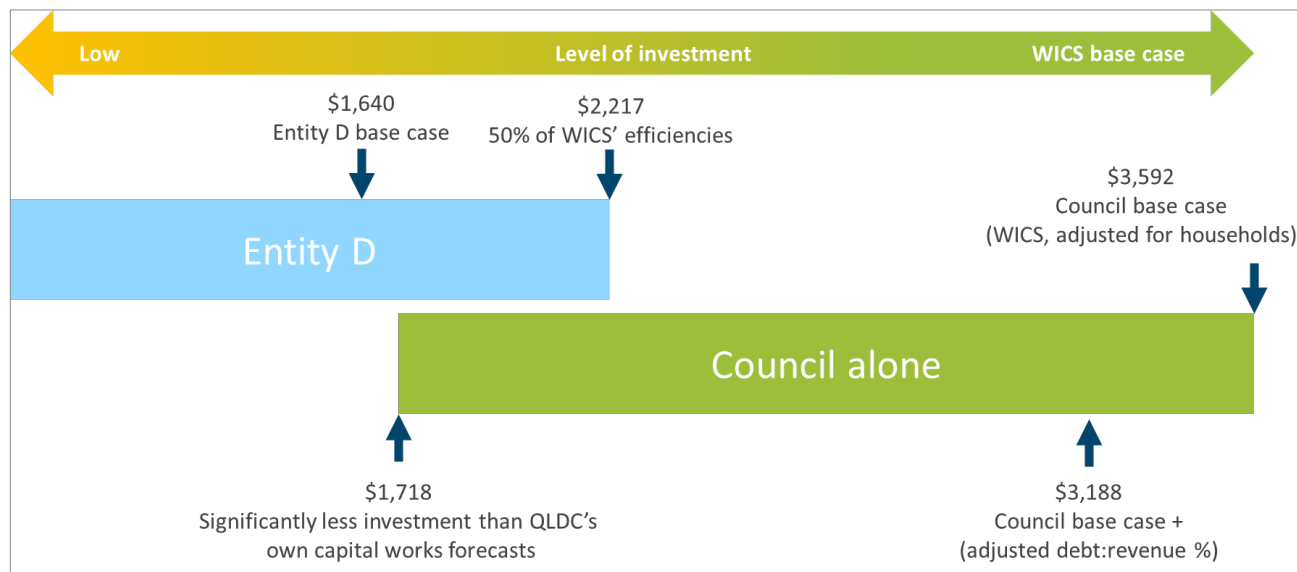 Low Level of investment WICS base case
$1,640
Entity D base case
$2,217
50% of WICS' efficiencies
$3,592
Council base case
(WICS, adjusted for households)
Entity D
Council alone
$1,718
Significantly less investment than QLDC's
own capital works forecasts
$3,188
Council base case +
(adjusted debt:revenue %)